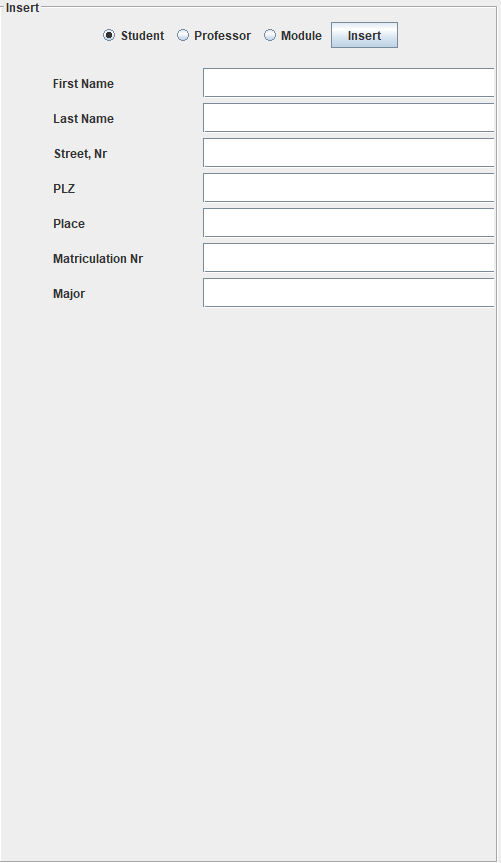 Insert
Student Professor Module Insert
First Name
Last Name
Street, Nr
PLZ
Place
Matriculation Nr
Major